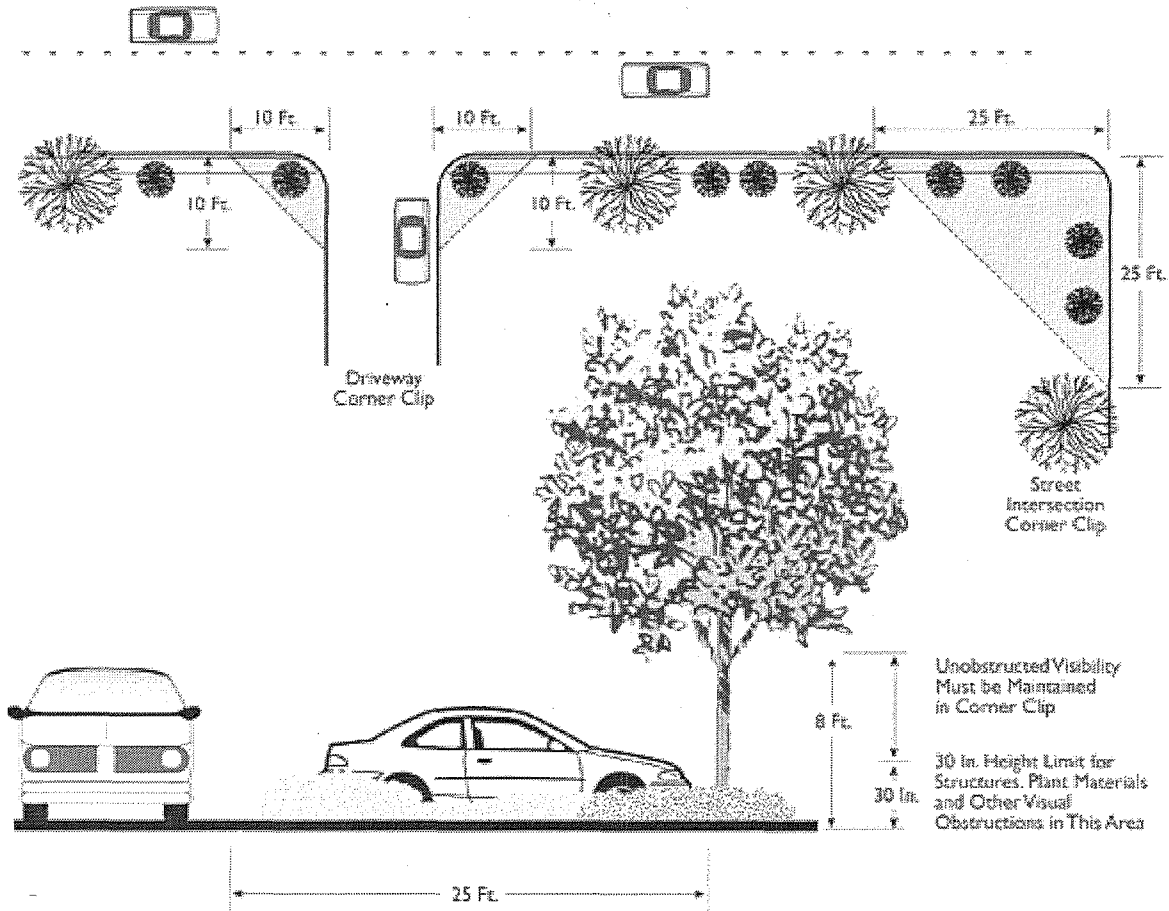 10 Ft.
10 Ft.
25 Ft.
10 Ft.
10 Ft.
25 Ft.
Driveway
Corner Clip
Street
Intersection
Corner Clip
Unobstructed Visibility
Must be Maintained
in Corner Clip
8 Ft.
30 In.
30 In. Height Limit for
Structures, Plant Materials
and Other Visual
Obstructions in This Area
25 Ft.